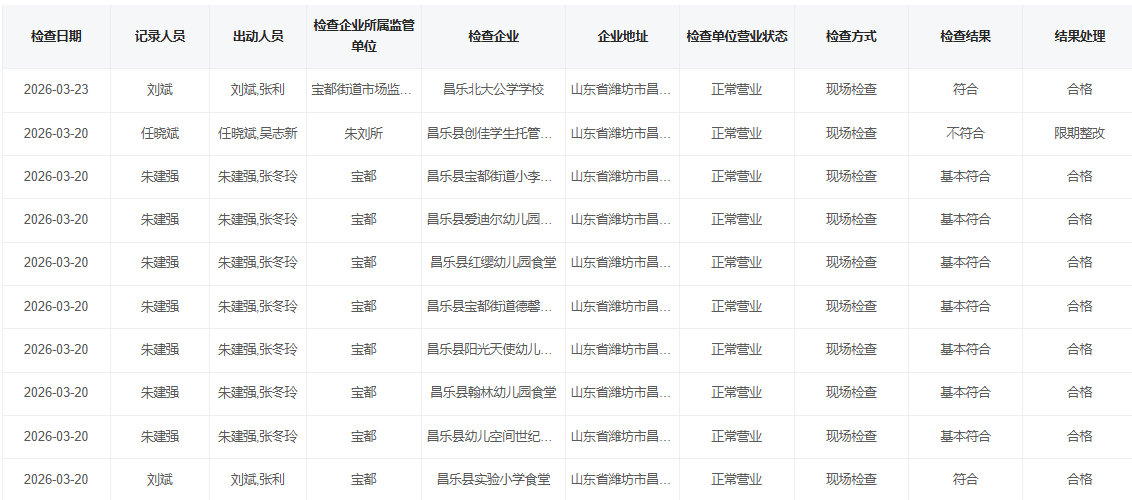 检查日期 记录人员 出动人员 检查企业所属监管单位 检查企业 企业地址 检查单位营业状态 检查方式 检查结果 结果处理
2026-03-23 刘斌 刘斌,张利 宝都街道市场监... 昌乐北大公学学校 山东省潍坊市昌... 正常营业 现场检查 符合 合格
2026-03-20 任晓斌 任晓斌,吴志新 朱刘所 昌乐县创佳学生托管... 山东省潍坊市昌... 正常营业 现场检查 不符合 限期整改
2026-03-20 朱建强 朱建强,张冬玲 宝都 昌乐县宝都街道小李... 山东省潍坊市昌... 正常营业 现场检查 基本符合 合格
2026-03-20 朱建强 朱建强,张冬玲 宝都 昌乐县爱迪尔幼儿园... 山东省潍坊市昌... 正常营业 现场检查 基本符合 合格
2026-03-20 朱建强 朱建强,张冬玲 宝都 昌乐县红缨幼儿园食堂 山东省潍坊市昌... 正常营业 现场检查 基本符合 合格
2026-03-20 朱建强 朱建强,张冬玲 宝都 昌乐县宝都街道德馨... 山东省潍坊市昌... 正常营业 现场检查 基本符合 合格
2026-03-20 朱建强 朱建强,张冬玲 宝都 昌乐县阳光天使幼儿... 山东省潍坊市昌... 正常营业 现场检查 基本符合 合格
2026-03-20 朱建强 朱建强,张冬玲 宝都 昌乐县翰林幼儿园食堂 山东省潍坊市昌... 正常营业 现场检查 基本符合 合格
2026-03-20 朱建强 朱建强,张冬玲 宝都 昌乐县幼儿空间世纪... 山东省潍坊市昌... 正常营业 现场检查 基本符合 合格
2026-03-20 刘斌 刘斌,张利 宝都 昌乐县实验小学食堂 山东省潍坊市昌... 正常营业 现场检查 符合 合格